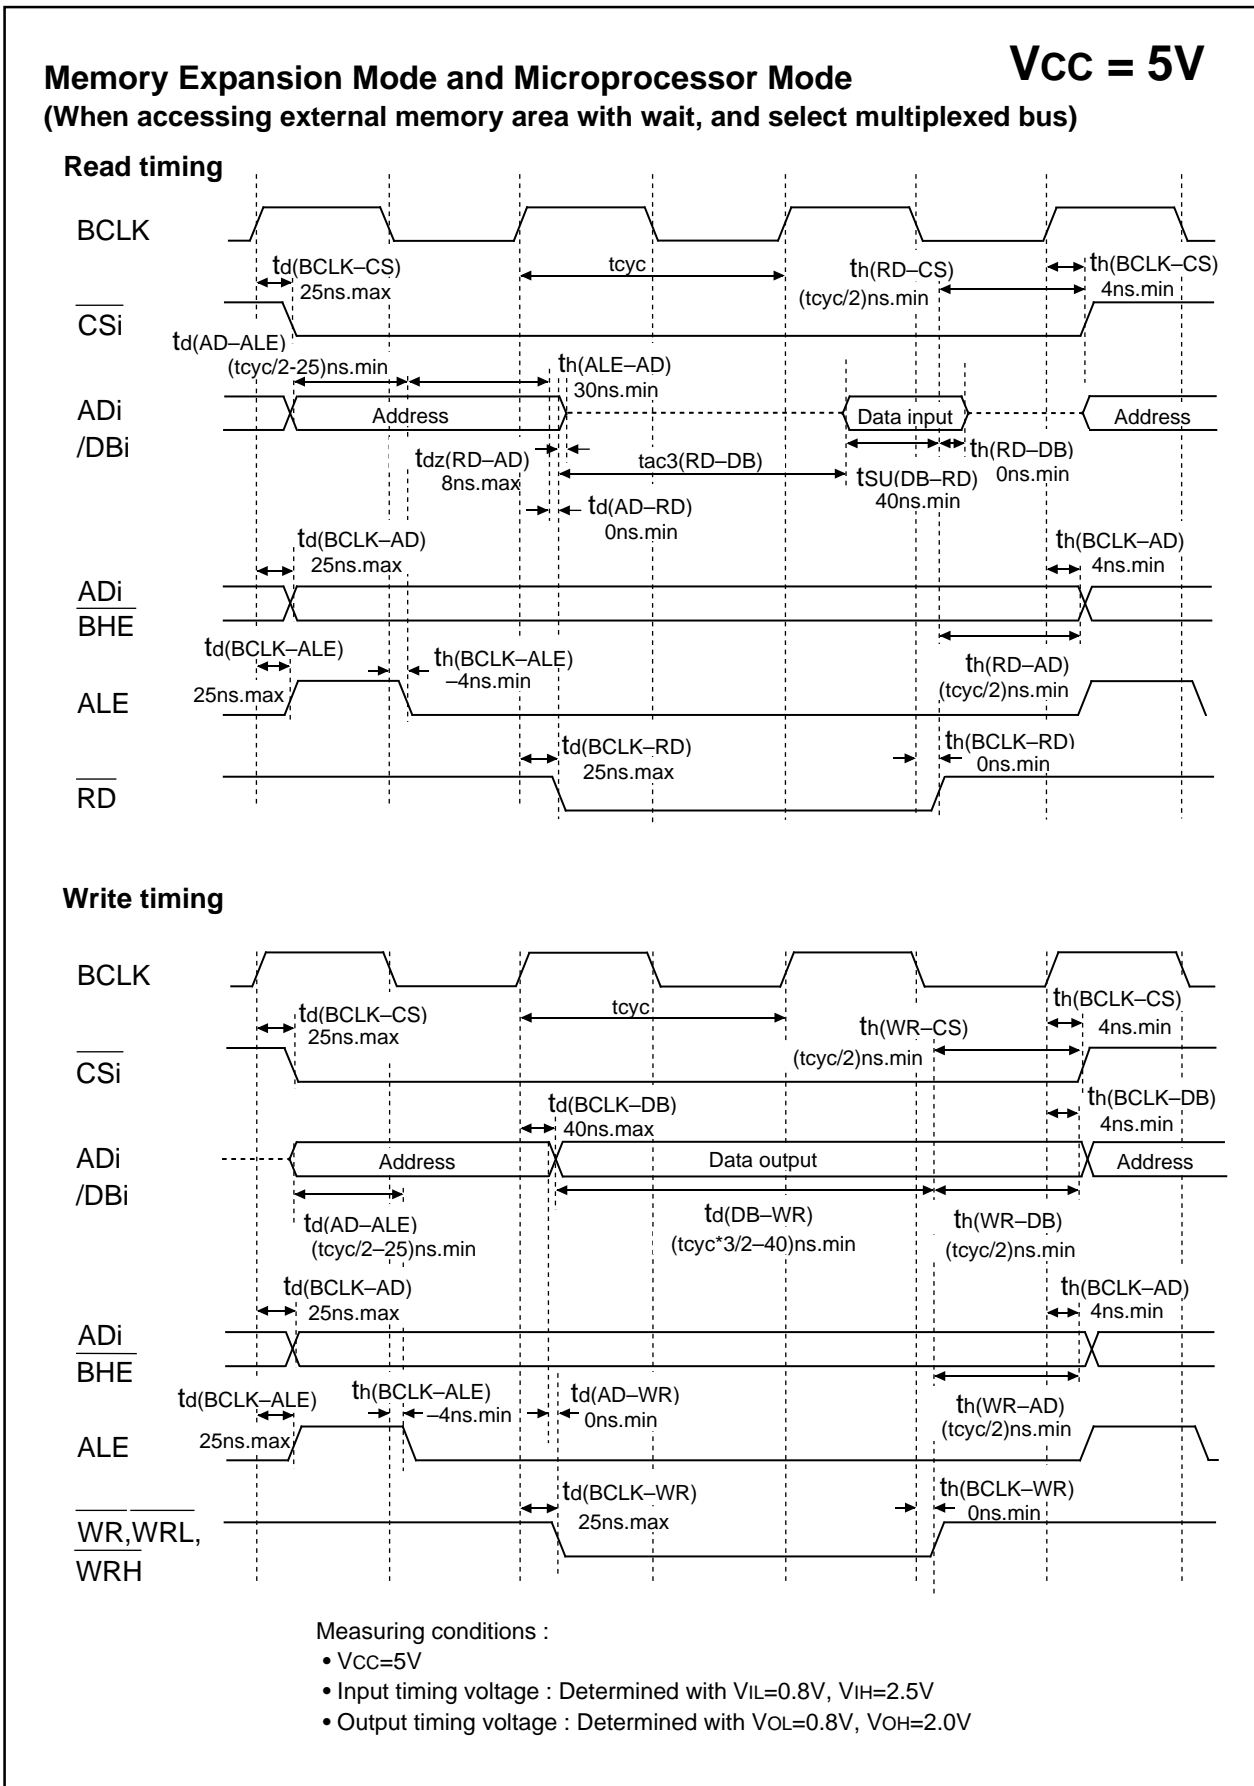 Memory Expansion Mode and Microprocessor Mode
VCC = 5V
(When accessing external memory area with wait, and select multiplexed bus)
Read timing
BCLK
td(BCLK–CS)
25ns.max
tcyc
th(RD–CS)
(tcyc/2)ns.min
th(BCLK–CS)
4ns.min
CSi
td(AD–ALE)
(tcyc/2-25)ns.min
th(ALE–AD)
30ns.min
ADi
/DBi
Address
Data input
Address
tdz(RD–AD)
8ns.max
tac3(RD–DB)
tSU(DB–RD)
40ns.min
th(RD–DB)
0ns.min
td(AD–RD)
0ns.min
td(BCLK–AD)
25ns.max
th(BCLK–AD)
4ns.min
ADi
BHE
td(BCLK–ALE)
25ns.max
th(BCLK–ALE)
–4ns.min
th(RD–AD)
(tcyc/2)ns.min
ALE
td(BCLK–RD)
25ns.max
th(BCLK–RD)
0ns.min
RD
Write timing
BCLK
td(BCLK–CS)
25ns.max
tcyc
th(WR–CS)
(tcyc/2)ns.min
th(BCLK–CS)
4ns.min
CSi
td(BCLK–DB)
40ns.max
th(BCLK–DB)
4ns.min
ADi
/DBi
Address
Data output
Address
td(AD–ALE)
(tcyc/2–25)ns.min
td(DB–WR)
(tcyc*3/2–40)ns.min
th(WR–DB)
(tcyc/2)ns.min
td(BCLK–AD)
25ns.max
th(BCLK–AD)
4ns.min
ADi
BHE
td(BCLK–ALE)
25ns.max
th(BCLK–ALE)
–4ns.min
td(AD–WR)
0ns.min
th(WR–AD)
(tcyc/2)ns.min
ALE
td(BCLK–WR)
25ns.max
th(BCLK–WR)
0ns.min
WR,WRL,
WRH
Measuring conditions :
• VCC=5V
• Input timing voltage : Determined with VIL=0.8V, VIH=2.5V
• Output timing voltage : Determined with VOL=0.8V, VOH=2.0V